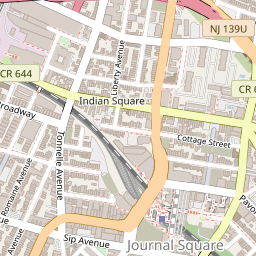 NJ 139U
Liberty Avenue
CR 644
Indian Square
CR 6
Broadway
Cottage Street
Tonnelle Avenue
Romaine Avenue
Pavon
Sip Avenue
Journal Square